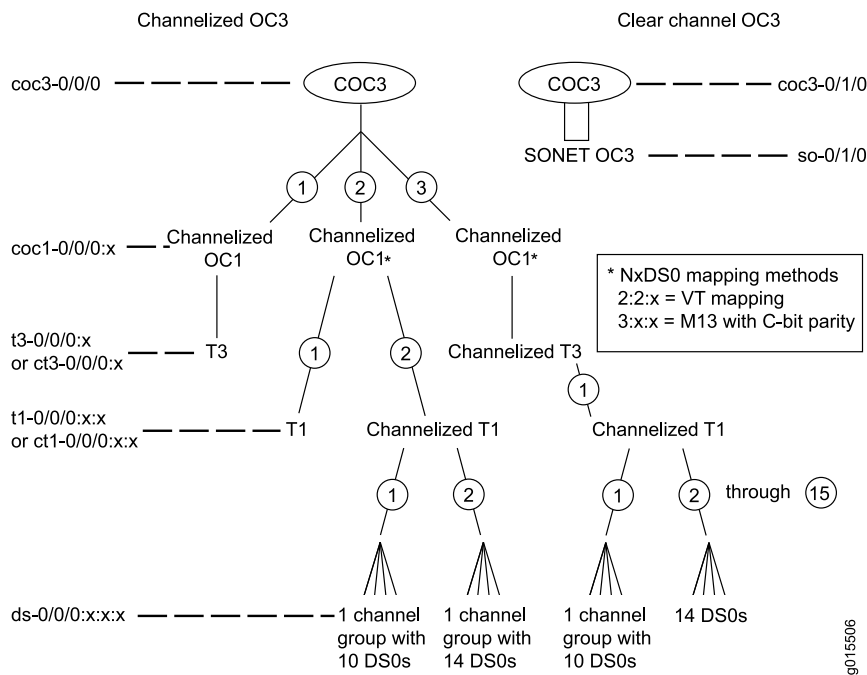 Channelized OC3
Clear channel OC3
coc3-0/0/0
COC3
COC3
coc3-0/1/0
SONET OC3
so-0/1/0
1
2
3
coc1-0/0/0:x
Channelized
OC1
Channelized
OC1*
Channelized
OC1*
* NxDS0 mapping methods
2:2:x = VT mapping
3:x:x = M13 with C-bit parity
t3-0/0/0:x
or ct3-0/0/0:x
T3
1
2
Channelized T3
1
t1-0/0/0:x:x
or ct1-0/0/0:x:x
T1
Channelized T1
Channelized T1
1
2
1
2
through
15
ds-0/0/0:x:x:x
1 channel
group with
10 DS0s
1 channel
group with
14 DS0s
1 channel
group with
10 DS0s
14 DS0s
g015506